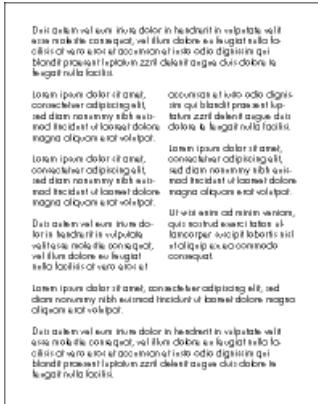 Duis autem vel eum iriure dolor in hendrerit in vulputate velit
esse molestie consequat, vel illum dolore eu feugiat nulla fa-
cilisis at vero eros et accumsan et iusto odio dignissim qui
blandit praesent luptatum zzril delenit augue duis dolore te
feugait nulla facilisi.
Lorem ipsum dolor sit amet,
consectetuer adipiscing elit,
sed diam nonummy nibh euis-
mod tincidunt ut laoreet dolore
magna aliquam erat volutpat.
Lorem ipsum dolor sit amet,
consectetuer adipiscing elit,
sed diam nonummy nibh euis-
mod tincidunt ut laoreet dolore
magna aliquam erat volutpat.
Duis autem vel eum iriure do-
lor in hendrerit in vulputate
velit esse molestie consequat,
vel illum dolore eu feugiat
nulla facilisis at vero eros et
accumsan et iusto odio dignis-
sim qui blandit praesent lup-
tatum zzril delenit augue duis
dolore te feugait nulla facilisi.
Lorem ipsum dolor sit amet,
consectetuer adipiscing elit,
sed diam nonummy nibh euis-
mod tincidunt ut laoreet dolore
magna aliquam erat volutpat.
Ut wisi enim ad minim veniam,
quis nostrud exerci tation ul-
lamcorper suscipit lobortis nisl
ut aliquip ex ea commodo
consequat.
Lorem ipsum dolor sit amet, consectetuer adipiscing elit, sed
diam nonummy nibh euismod tincidunt ut laoreet dolore magna
aliquam erat volutpat.
Duis autem vel eum iriure dolor in hendrerit in vulputate velit
esse molestie consequat, vel illum dolore eu feugiat nulla fa-
cilisis at vero eros et accumsan et iusto odio dignissim qui
blandit praesent luptatum zzril delenit augue duis dolore te
feugait nulla facilisi.